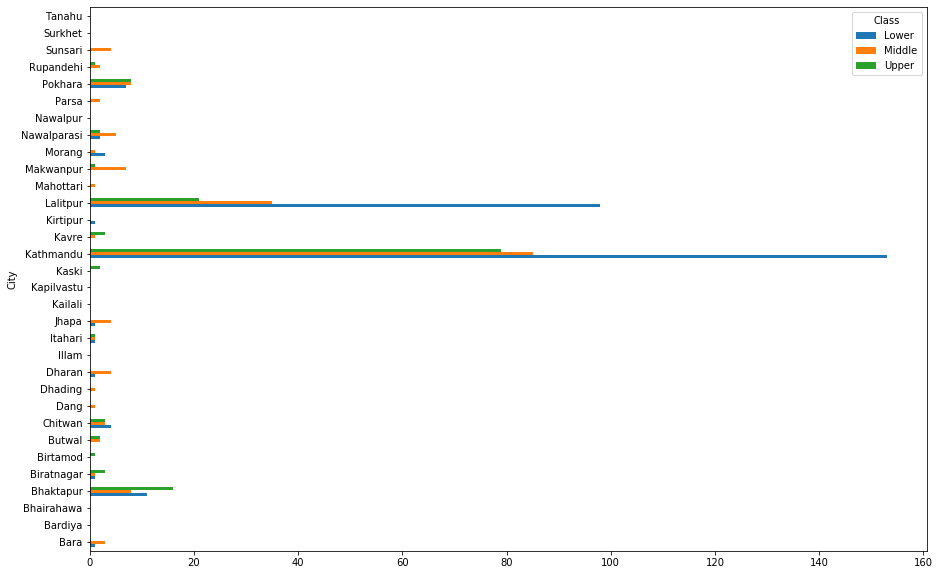 Class
Lower
Middle
Upper
Tanahu
Surkhet
Sunsari
Rupandehi
Pokhara
Parsa
Nawalpur
Nawalparasi
Morang
Makwanpur
Mahottari
Lalitpur
Kirtipur
Kavre
Kathmandu
Kaski
Kapilvastu
Kailali
Jhapa
Itahari
Illam
Dharan
Dhading
Dang
Chitwan
Butwal
Birtamod
Biratnagar
Bhaktapur
Bhairahawa
Bardiya
Bara
City
0 20 40 60 80 100 120 140 160